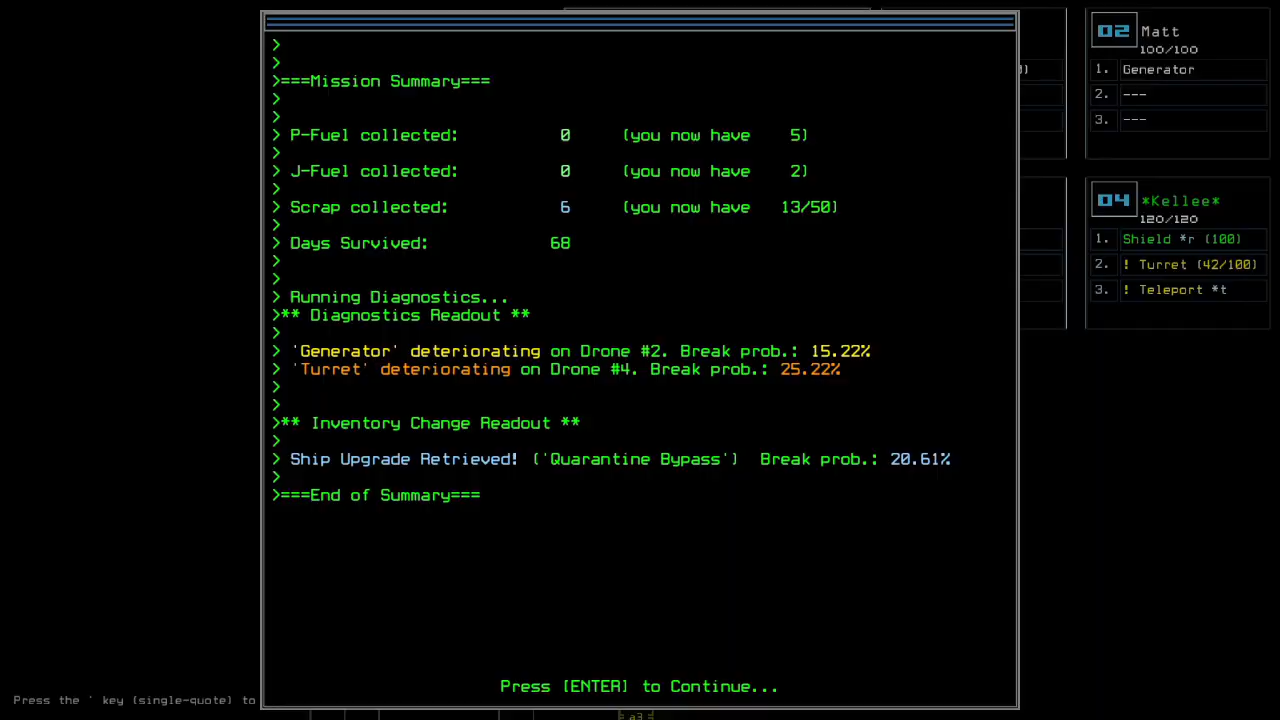 >
>
>===Mission Summary===
>
>
> P-Fuel collected: 0 (you now have 5)
>
> J-Fuel collected: 0 (you now have 2)
>
> Scrap collected: 6 (you now have 13/50)
>
> Days Survived: 68
>
>
> Running Diagnostics...
>** Diagnostics Readout **
>
> 'Generator' deteriorating on Drone #2. Break prob.: 15.22%
> 'Turret' deteriorating on Drone #4. Break prob.: 25.22%
>
>
>** Inventory Change Readout **
>
> Ship Upgrade Retrieved! ('Quarantine Bypass') Break prob.: 20.61%
>
>===End of Summary===
Press [ENTER] to Continue...
02 Matt
100/100
1. Generator
2. ---
3. ---
04 *Kellee*
120/120
1. Shield *r (100)
2. ! Turret (42/100)
3. ! Teleport *t
Press the ' key (single-quote) to
a3